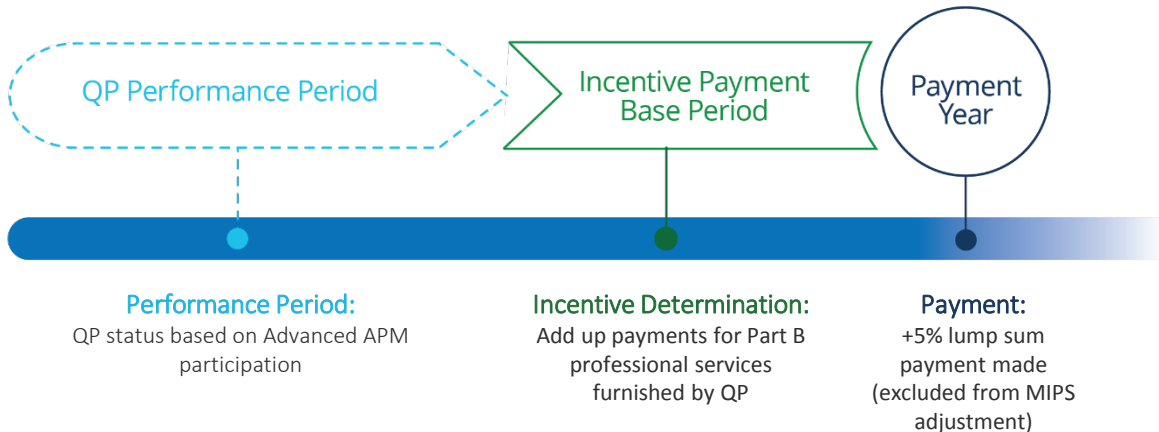 QP Performance Period
Incentive Payment
Base Period
Payment
Year
Performance Period:
QP status based on Advanced APM
participation
Incentive Determination:
Add up payments for Part B
professional services
furnished by QP
Payment:
+5% lump sum
payment made
(excluded from MIPS
adjustment)